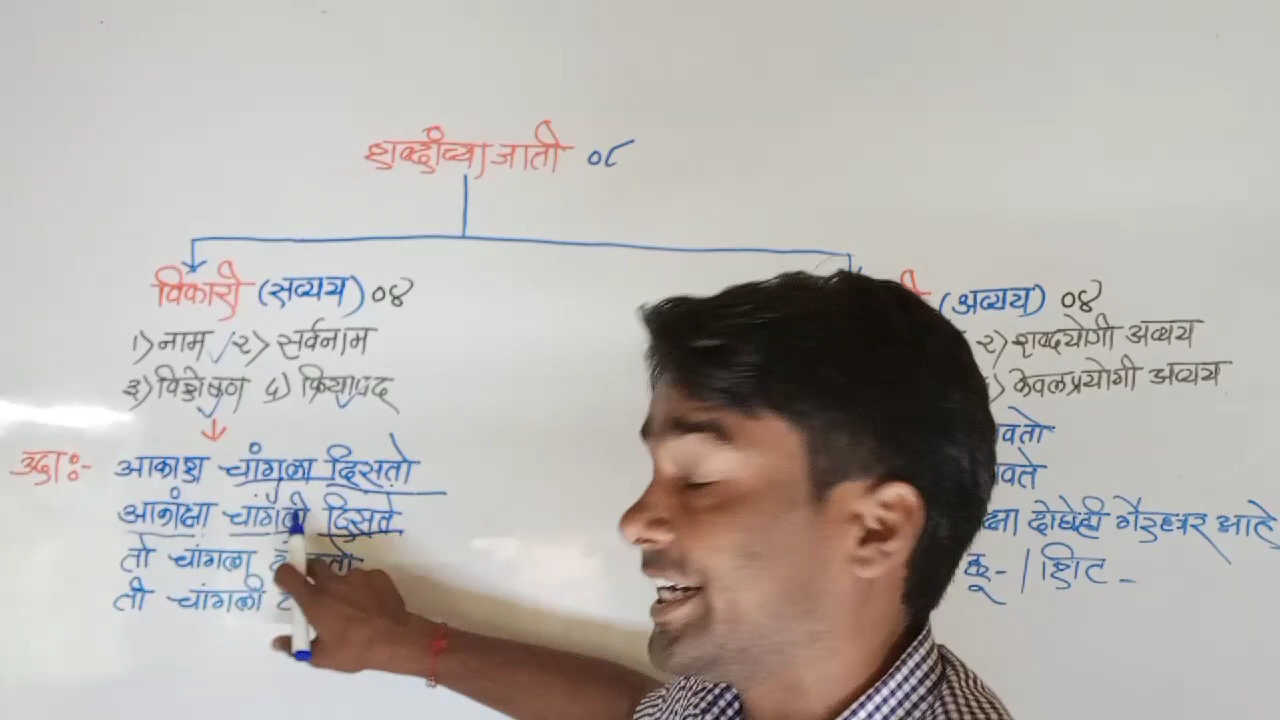 शब्दांच्या जाती ०८
विकारी (सव्यय) ०४
१) नाम २) सर्वनाम
३) विशेषण ४) क्रियापद
उदा:- आकाश चांगला दिसतो
आकांक्षा चांगली दिसते
तो चांगला
ती चांगली
(अव्यय) ०४
२) शब्दयोगी अव्यय
केवलप्रयोगी अव्यय
दोघेही गैरहजर आहे